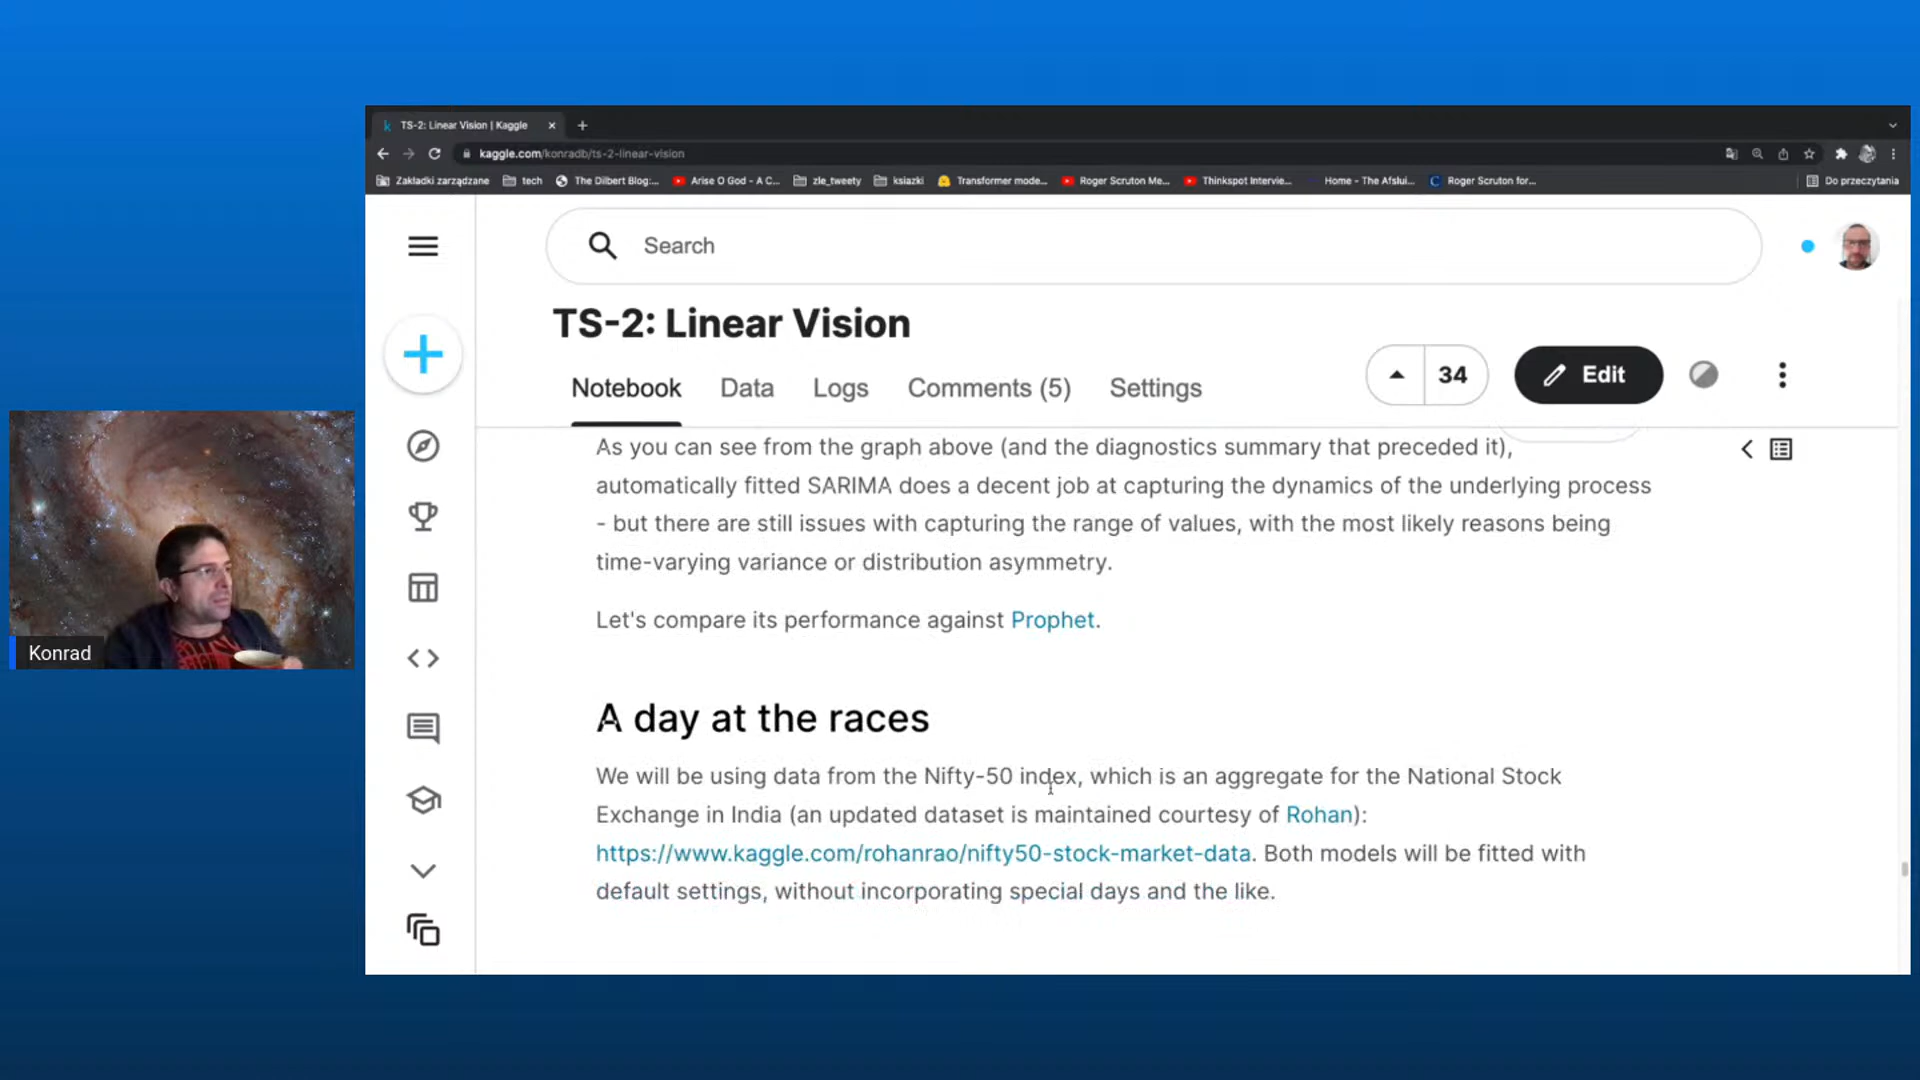 TS-2: Linear Vision | Kaggle
kaggle.com/konradb/ts-2-linear-vision
Zakładki zarządzane tech The Dilbert Blog:... Arise O God - A C... zle_tweety ksiazki Transformer mode... Roger Scruton Me... Thinkspot Intervie... Home - The Afslui... Roger Scruton for... Do przeczytania
Search
TS-2: Linear Vision
Notebook Data Logs Comments (5) Settings 34 Edit
As you can see from the graph above (and the diagnostics summary that preceded it),
automatically fitted SARIMA does a decent job at capturing the dynamics of the underlying process
- but there are still issues with capturing the range of values, with the most likely reasons being
time-varying variance or distribution asymmetry.
Let's compare its performance against Prophet.
A day at the races
We will be using data from the Nifty-50 index, which is an aggregate for the National Stock
Exchange in India (an updated dataset is maintained courtesy of Rohan):
https://www.kaggle.com/rohanrao/nifty50-stock-market-data. Both models will be fitted with
default settings, without incorporating special days and the like.
Konrad